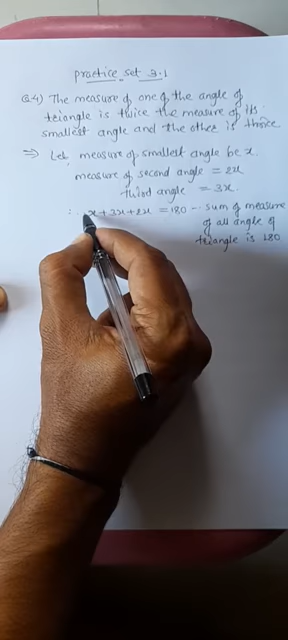 practice set 3.1
Q.4) The measure of one of the angle of
triangle is twice the measure of its
smallest angle and the other is thrice
⇒ Let measure of smallest angle be x.
measure of second angle = 2x
third angle = 3x.
∴ x + 3x + 2x = 180 -- sum of measure
of all angle of
triangle is 180